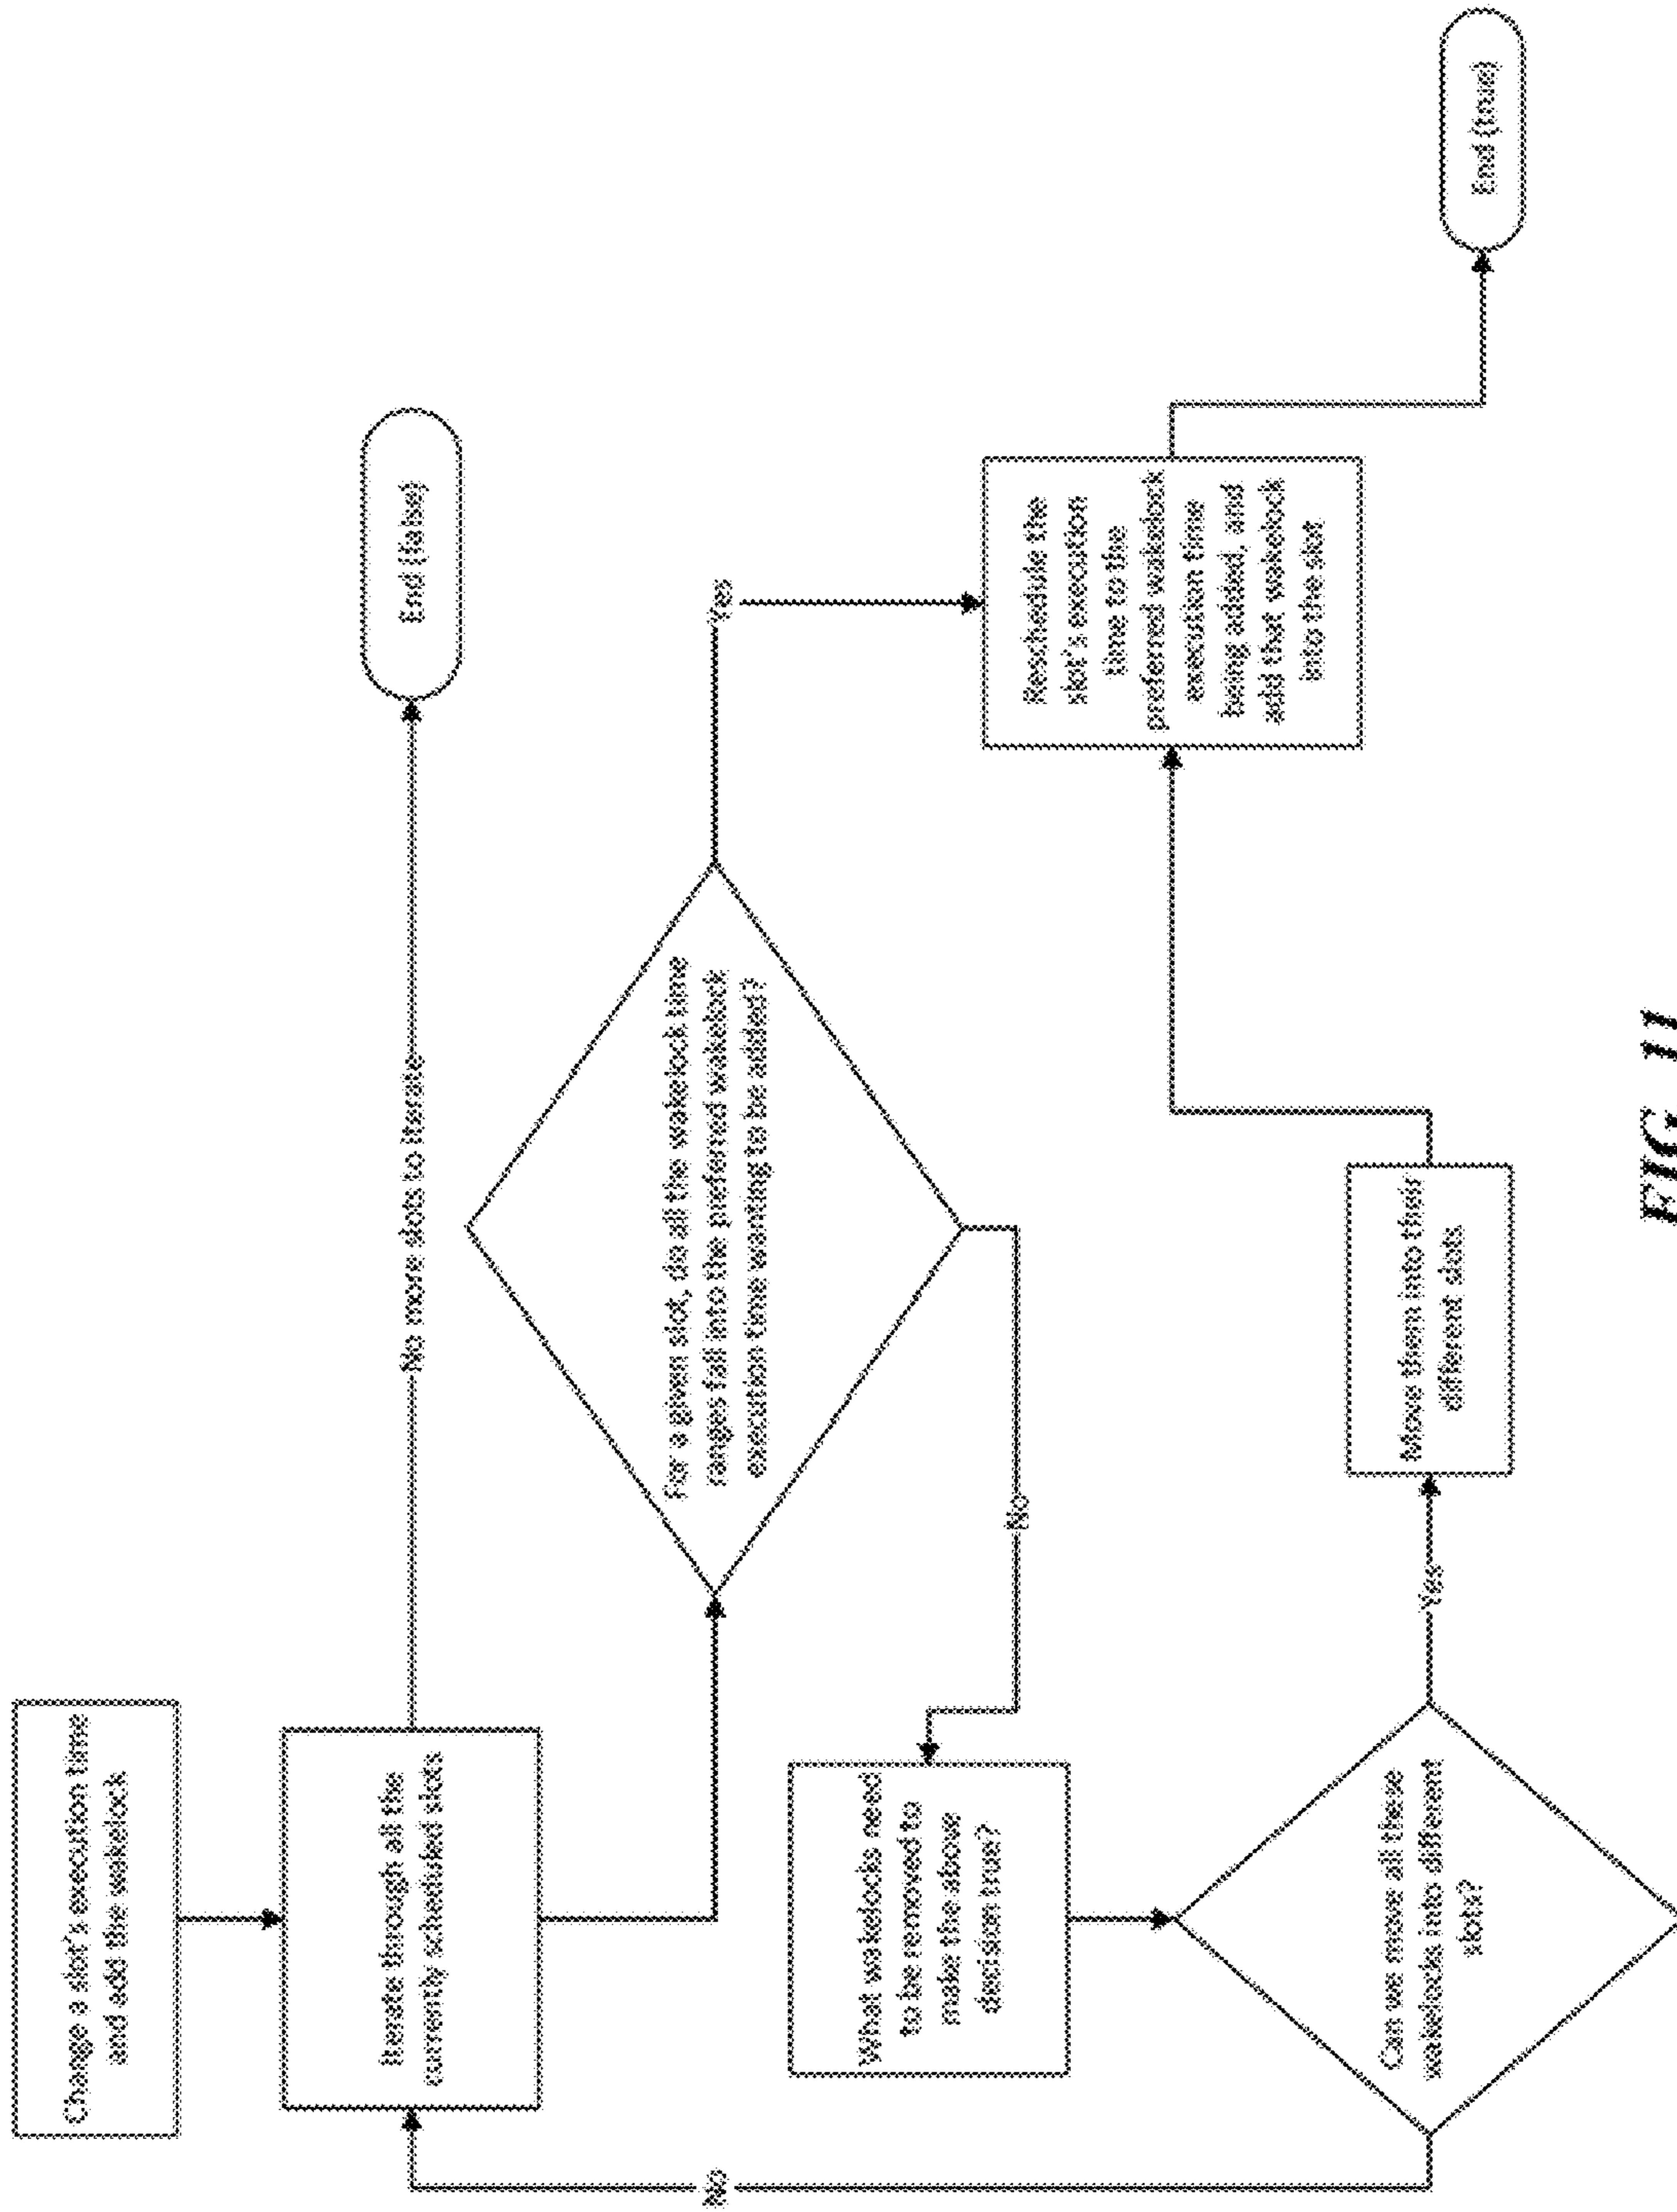 Change a slot's execution time
and add the wakelock
Iterate through all the
currently scheduled slots
No more slots to iterate
End (false)
For a given slot, do all the wakelock time
ranges fall into the preferred wakelock
execution time wanting to be added?
Yes
No
What wakelocks need
to be removed to
make the above
decision true?
Reschedule the
slot's execution
time to the
preferred wakelock
execution time
being added, and
add that wakelock
into the slot
Can we move all these
wakelocks into different
slots?
No
Yes
Move them into their
different slots
End (true)
FIG. 11